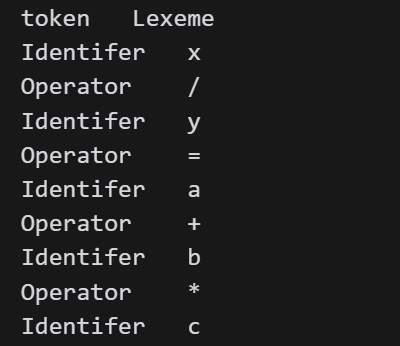 token Lexeme
Identifer x
Operator /
Identifer y
Operator =
Identifer a
Operator +
Identifer b
Operator *
Identifer c